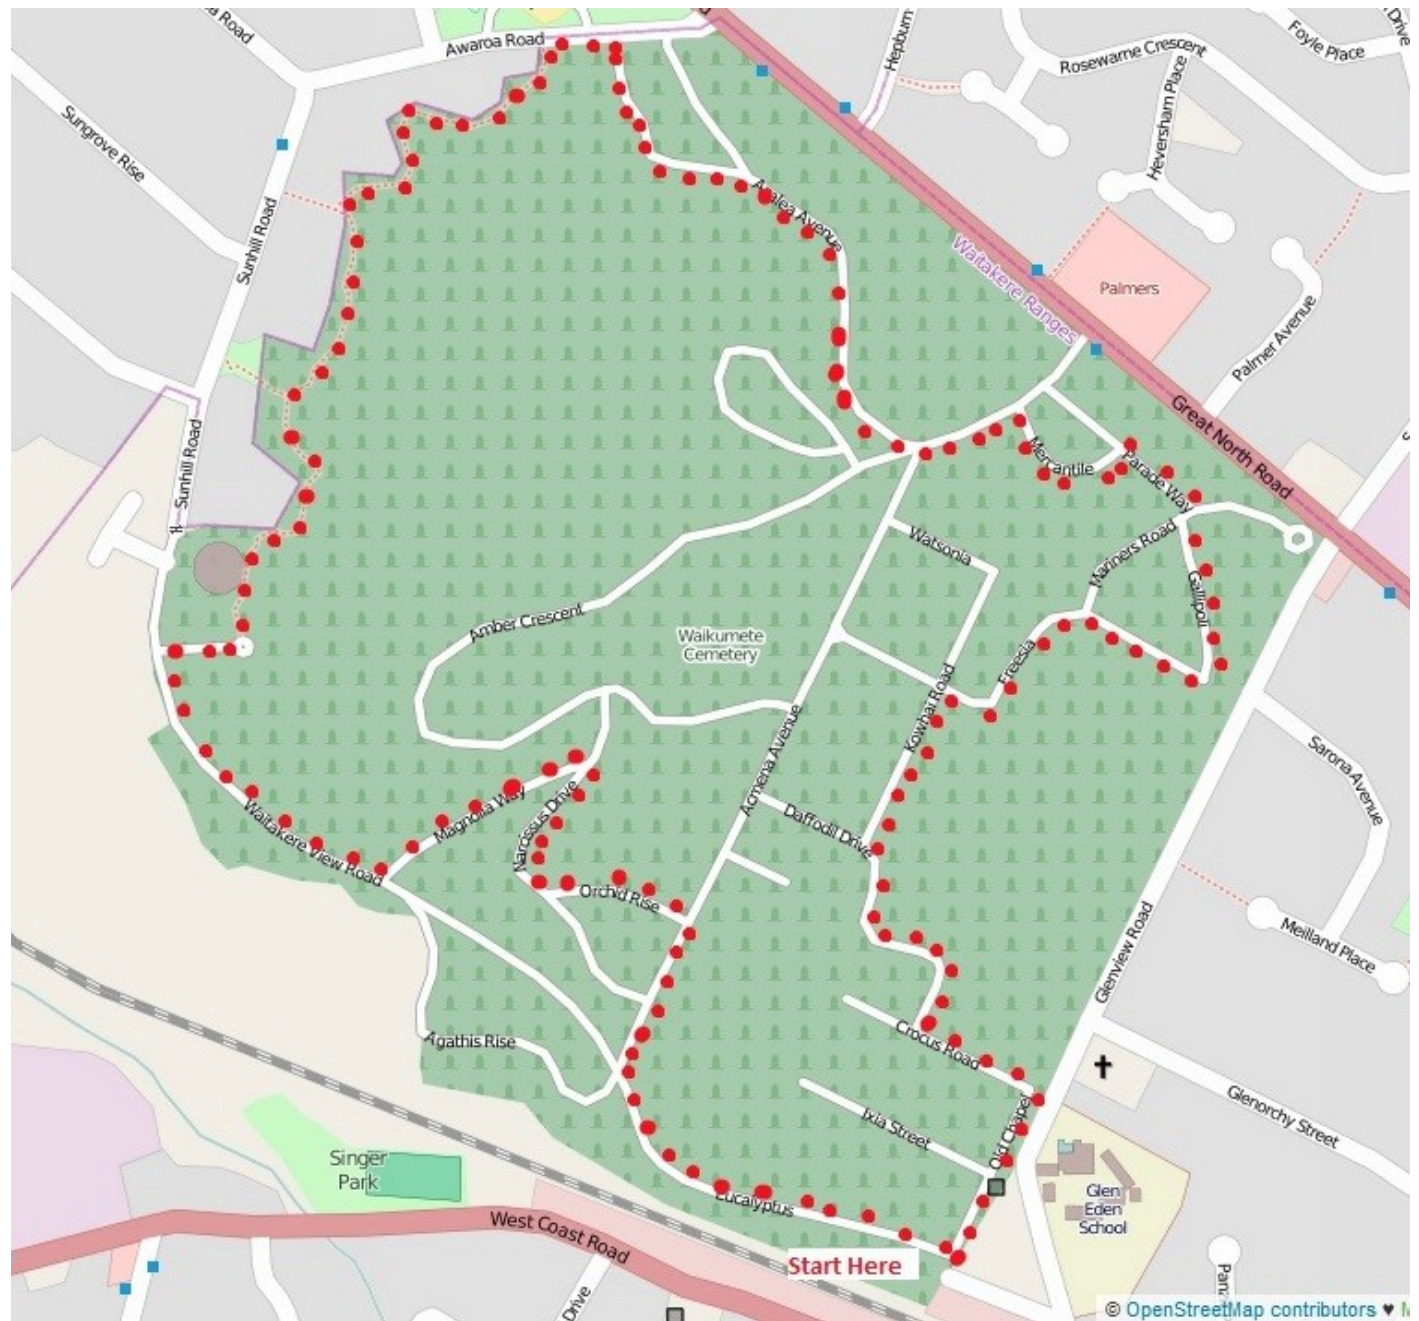 Awaroa Road
Hepburn
Foyle Place
Drive
Rosewarne Crescent
Heversham Place
Sungrove Rise
Sunhill Road
Azalea Avenue
Waitakere Ranges
Palmers
Palmer Avenue
Great North Road
Sunhill Road
Mercantile
Parade Way
Watsonia
Mariners Road
Gallipoli
Amber Crescent
Waikumete
Cemetery
Freesia
Kowhai Road
Acmena Avenue
Sarona Avenue
Waitakere View Road
Magnolia Way
Narcissus Drive
Daffodil Drive
Orchid Rise
Meilland Place
Glenview Road
Agathis Rise
Crocus Road
Ixia Street
Old Chapel
Glenorchy Street
Singer
Park
Glen
Eden
School
Eucalyptus
West Coast Road
Start Here
Drive
© OpenStreetMap contributors ♥